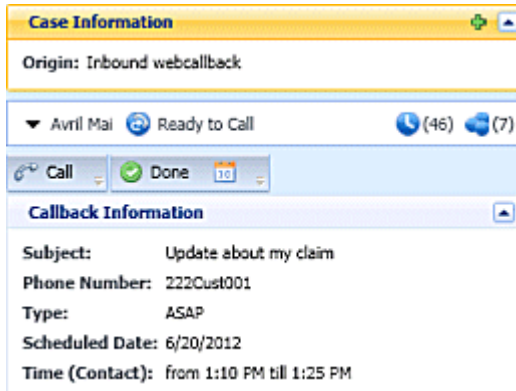 Case Information
Origin: Inbound webcallback
Avril Mai Ready to Call (46) (7)
Call Done 10
Callback Information
Subject: Update about my claim
Phone Number: 222Cust001
Type: ASAP
Scheduled Date: 6/20/2012
Time (Contact): from 1:10 PM till 1:25 PM